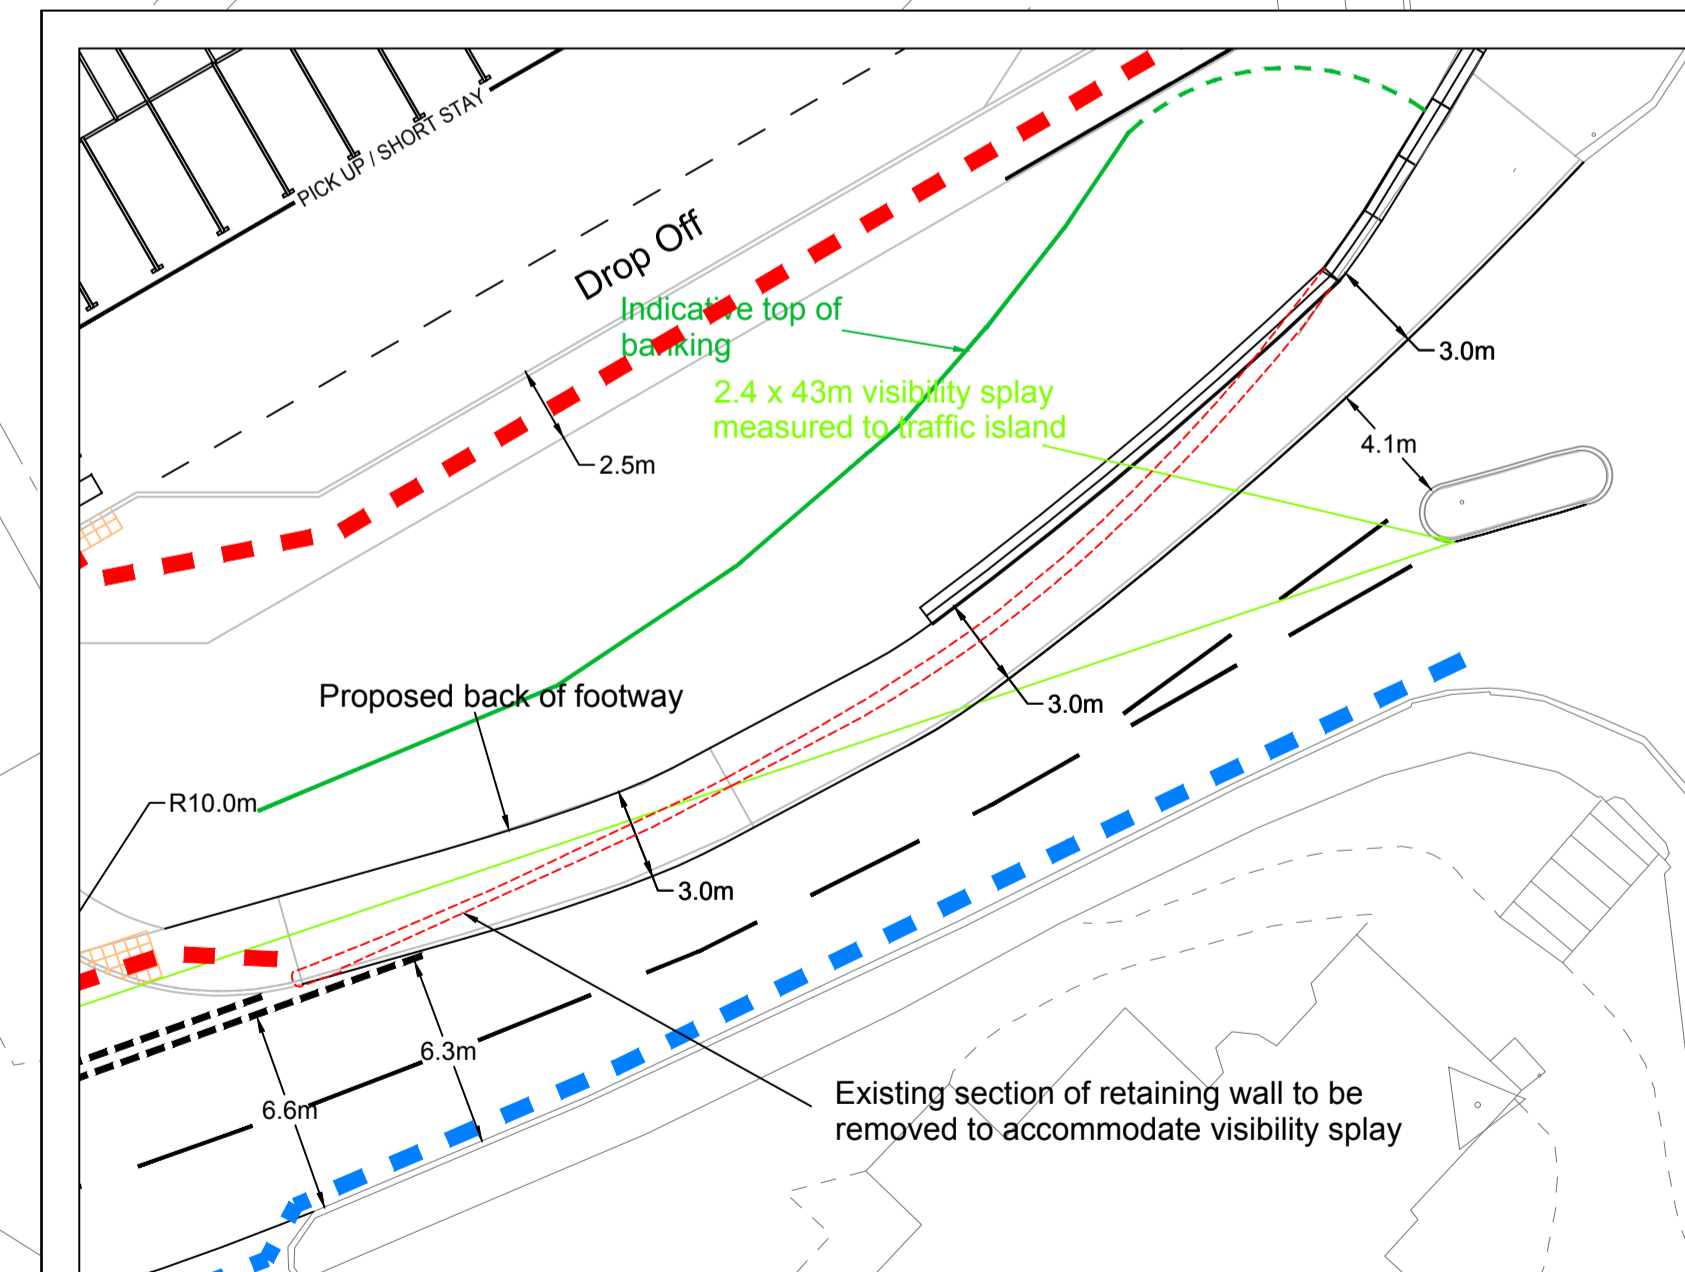 PICK UP / SHORT STAY
Drop Off
Indicative top of
banking
2.4 x 43m visibility splay
measured to traffic island
3.0m
4.1m
2.5m
Proposed back of footway
3.0m
R10.0m
3.0m
6.3m
6.6m
Existing section of retaining wall to be
removed to accommodate visibility splay